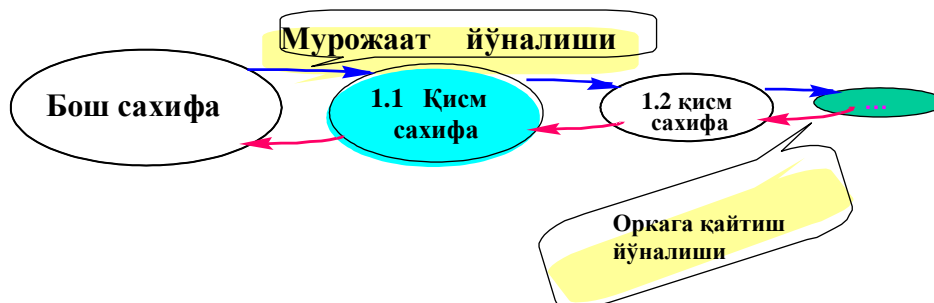 Мурожаат йўналиши
Бош сахифа
1.1 Қисм
сахифа
1.2 қисм
сахифа
...
Оркага қайтиш
йўналиши